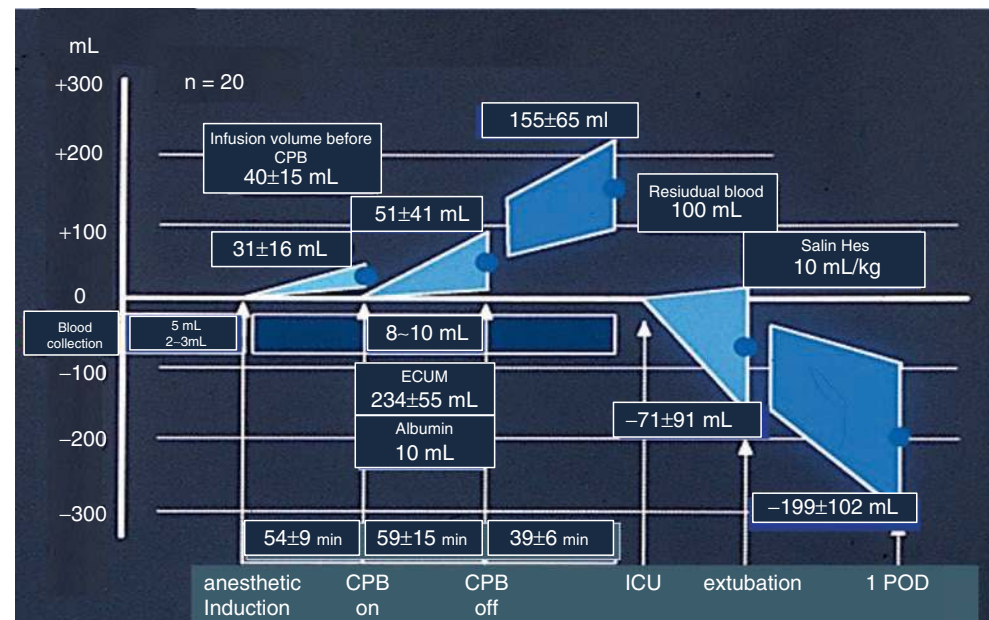 mL
+300
n = 20
+200
155±65 ml
Infusion volume before
CPB
40±15 mL
Resiudual blood
100 mL
51±41 mL
+100
31±16 mL
Salin Hes
10 mL/kg
0
Blood
collection
5 mL
2–3mL
8~10 mL
−100
ECUM
234±55 mL
Albumin
10 mL
−71±91 mL
−200
−199±102 mL
−300
54±9 min
59±15 min
39±6 min
anesthetic
Induction
CPB
on
CPB
off
ICU
extubation
1 POD